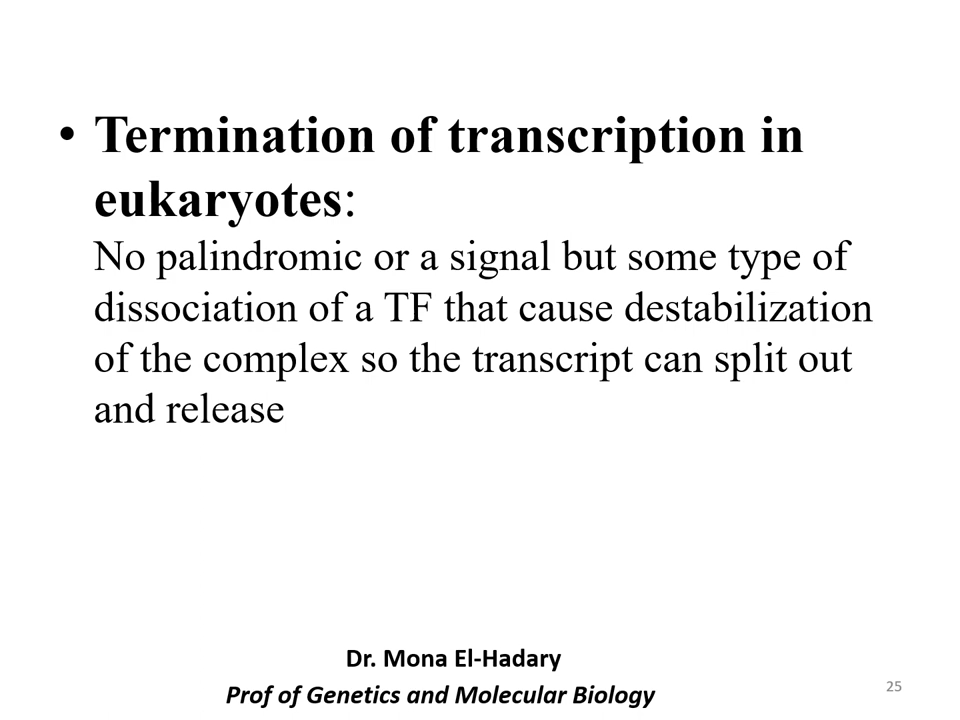 • Termination of transcription in
eukaryotes:
No palindromic or a signal but some type of
dissociation of a TF that cause destabilization
of the complex so the transcript can split out
and release
Dr. Mona El-Hadary
Prof of Genetics and Molecular Biology
25